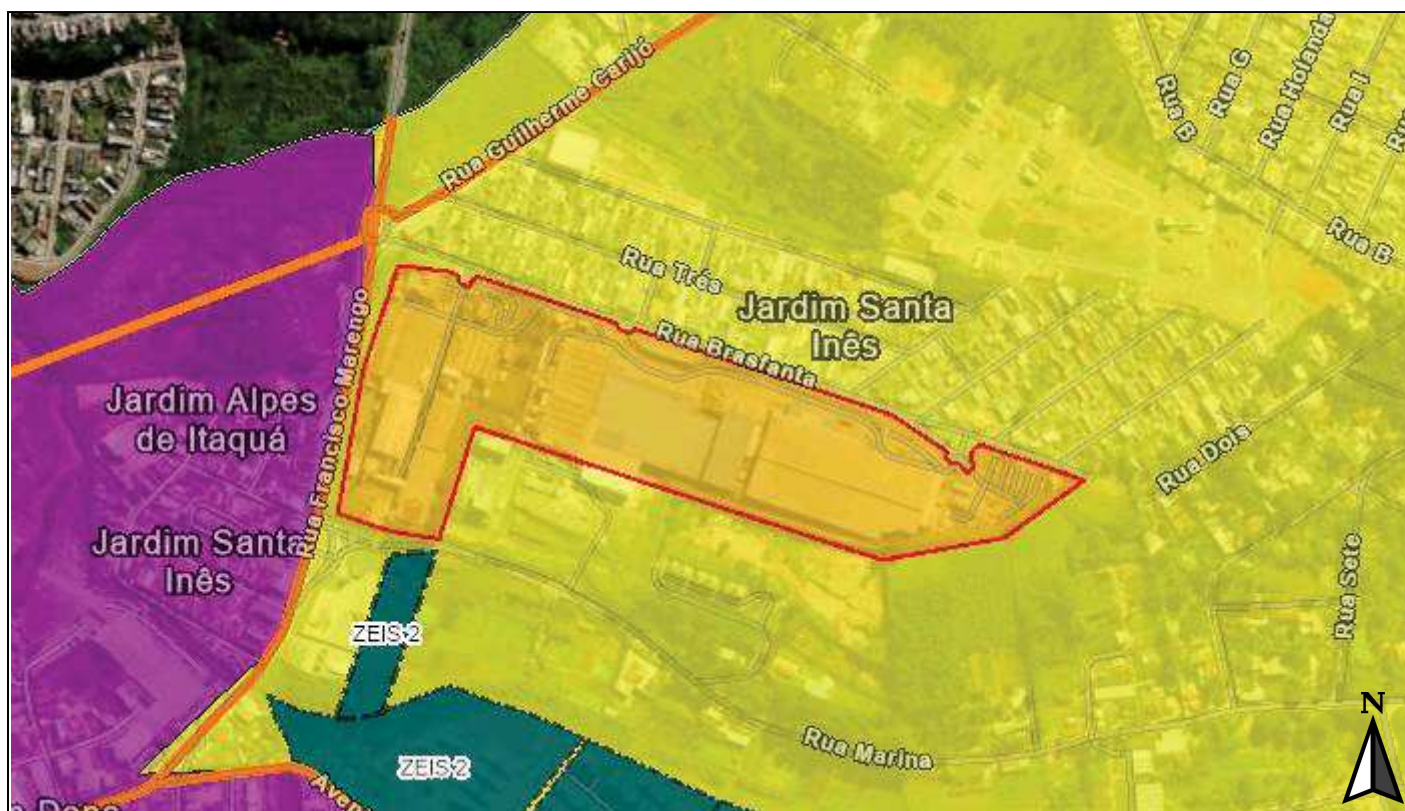 Rua Guilherme Carijó
Rua B
Rua G
Rua Holanda
Rua I
Rua B
Rua Três
Jardim Santa
Inês
Rua Brasfanta
Rua Francisco Marengo
Jardim Alpes
de Itaquá
Rua Dois
Jardim Santa
Inês
Rua Sete
ZEIS 2
N
Rua Marina
ZEIS 2